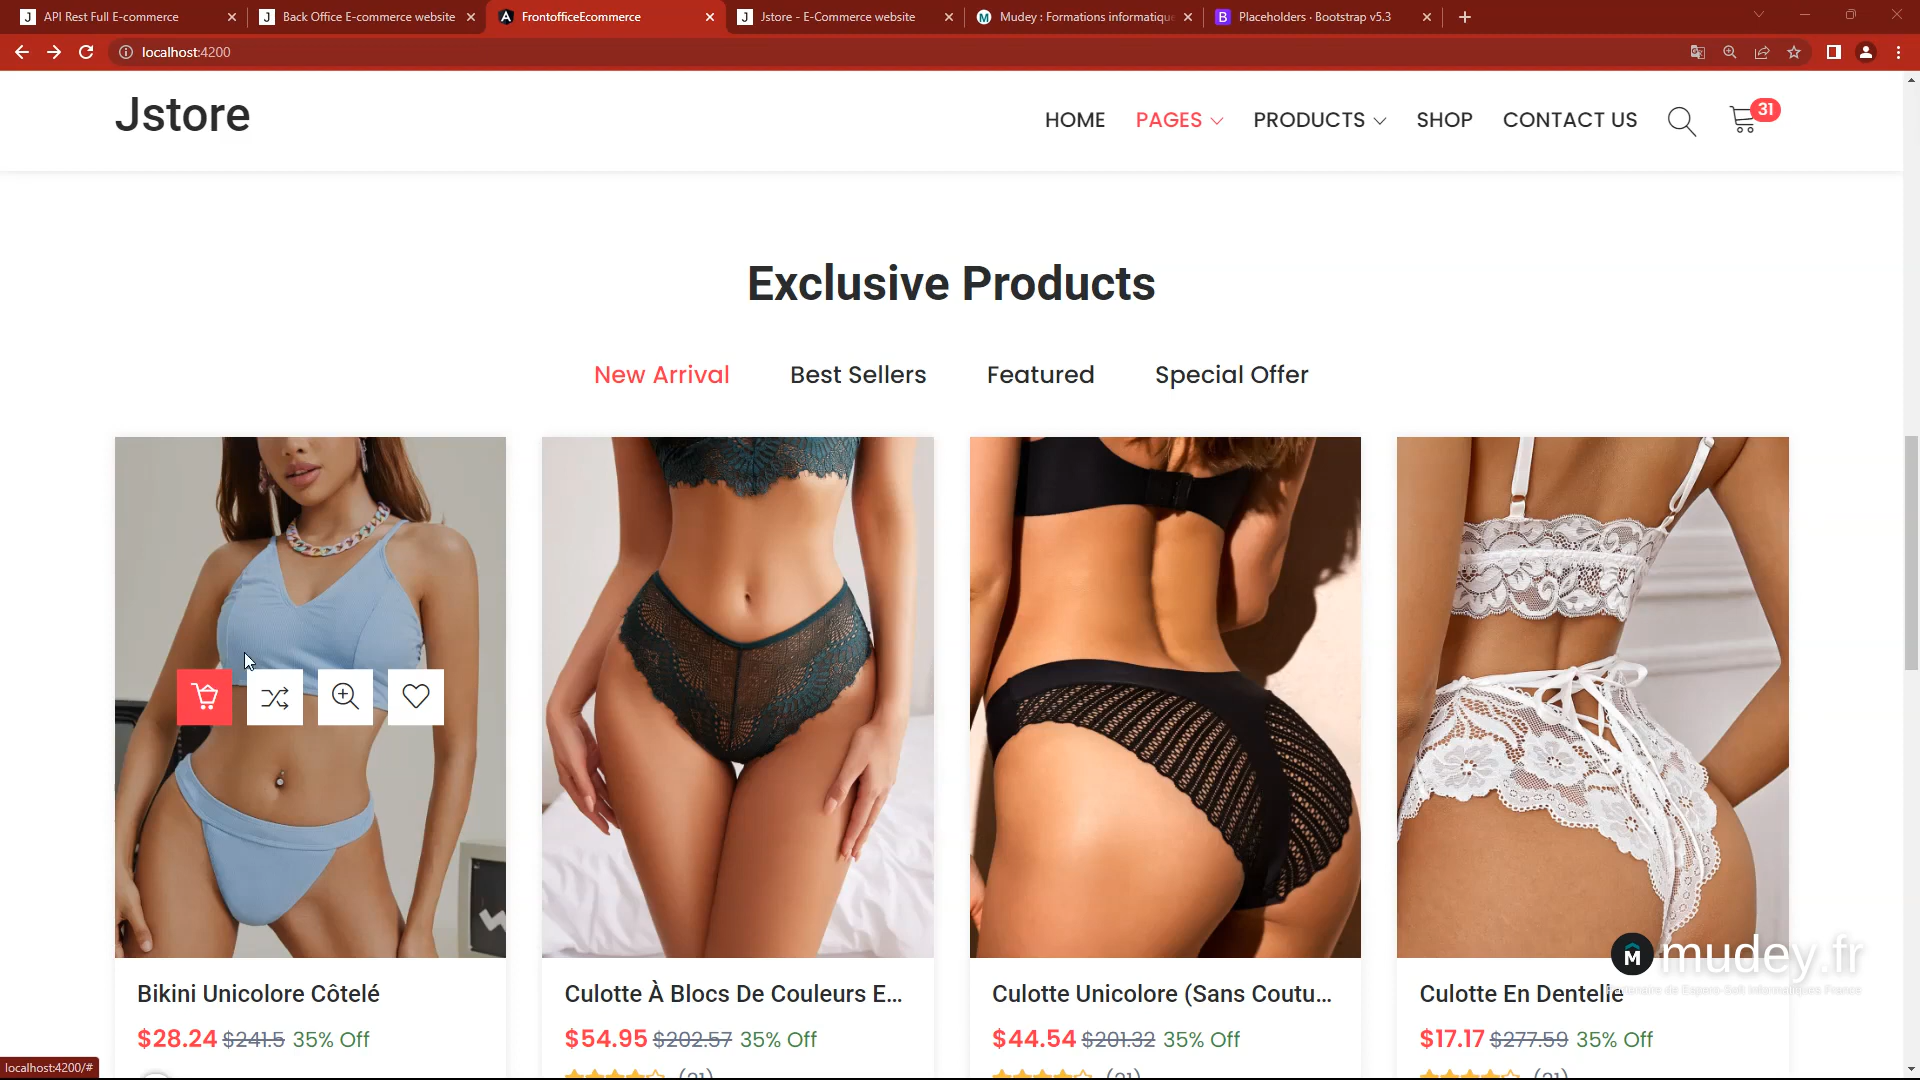 API Rest Full E-commerce
Back Office E-commerce website
FrontofficeEcommerce
Jstore - E-Commerce website
Mudey : Formations informatique
Placeholders · Bootstrap v5.3
localhost:4200
Jstore
HOME
PAGES
PRODUCTS
SHOP
CONTACT US
31
Exclusive Products
New Arrival
Best Sellers
Featured
Special Offer
Bikini Unicolore Côtelé
$28.24 $241.5 35% Off
Culotte À Blocs De Couleurs E...
$54.95 $202.57 35% Off
(21)
Culotte Unicolore (Sans Coutu...
$44.54 $201.32 35% Off
(21)
Culotte En Dentelle
$17.17 $277.59 35% Off
(21)
mudey.fr
localhost:4200/#